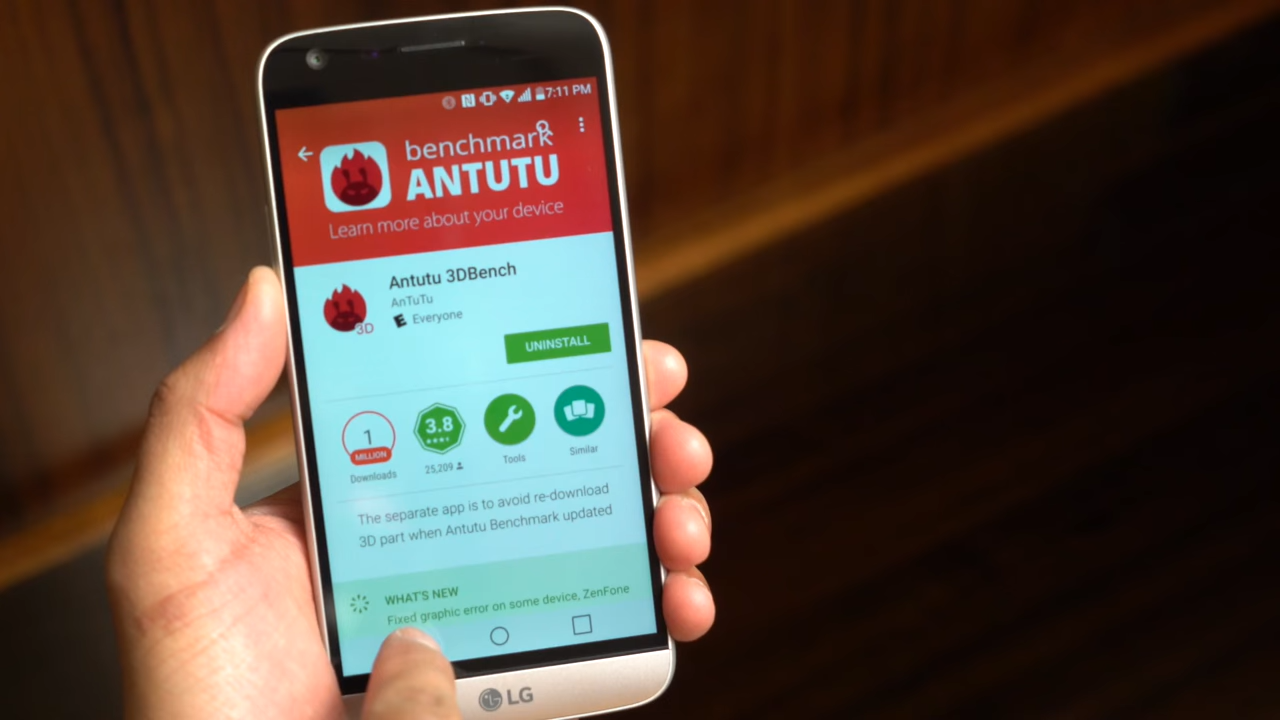 7:11 PM
benchmark
ANTUTU
Learn more about your device
Antutu 3DBench
AnTuTu
3D
E Everyone
UNINSTALL
1
MILLION
3.8
Downloads
25,209
Tools
Similar
The separate app is to avoid re-download
3D part when Antutu Benchmark updated
WHAT'S NEW
Fixed graphic error on some device, ZenFone
LG